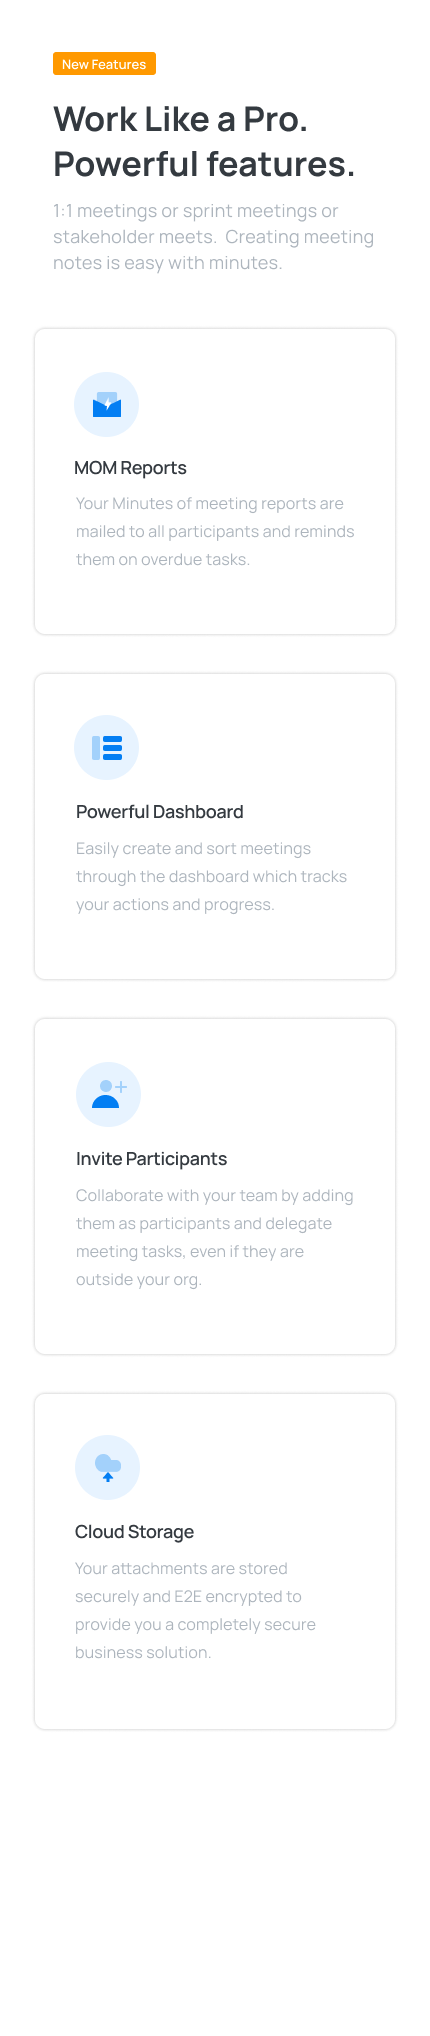 New Features
Work Like a Pro.
Powerful features.
1:1 meetings or sprint meetings or
stakeholder meets.  Creating meeting
notes is easy with minutes.
MOM Reports
Your Minutes of meeting reports are
mailed to all participants and reminds
them on overdue tasks.
Powerful Dashboard
Easily create and sort meetings
through the dashboard which tracks
your actions and progress.
Invite Participants
Collaborate with your team by adding
them as participants and delegate
meeting tasks, even if they are
outside your org.
Cloud Storage
Your attachments are stored
securely and E2E encrypted to
provide you a completely secure
business solution.